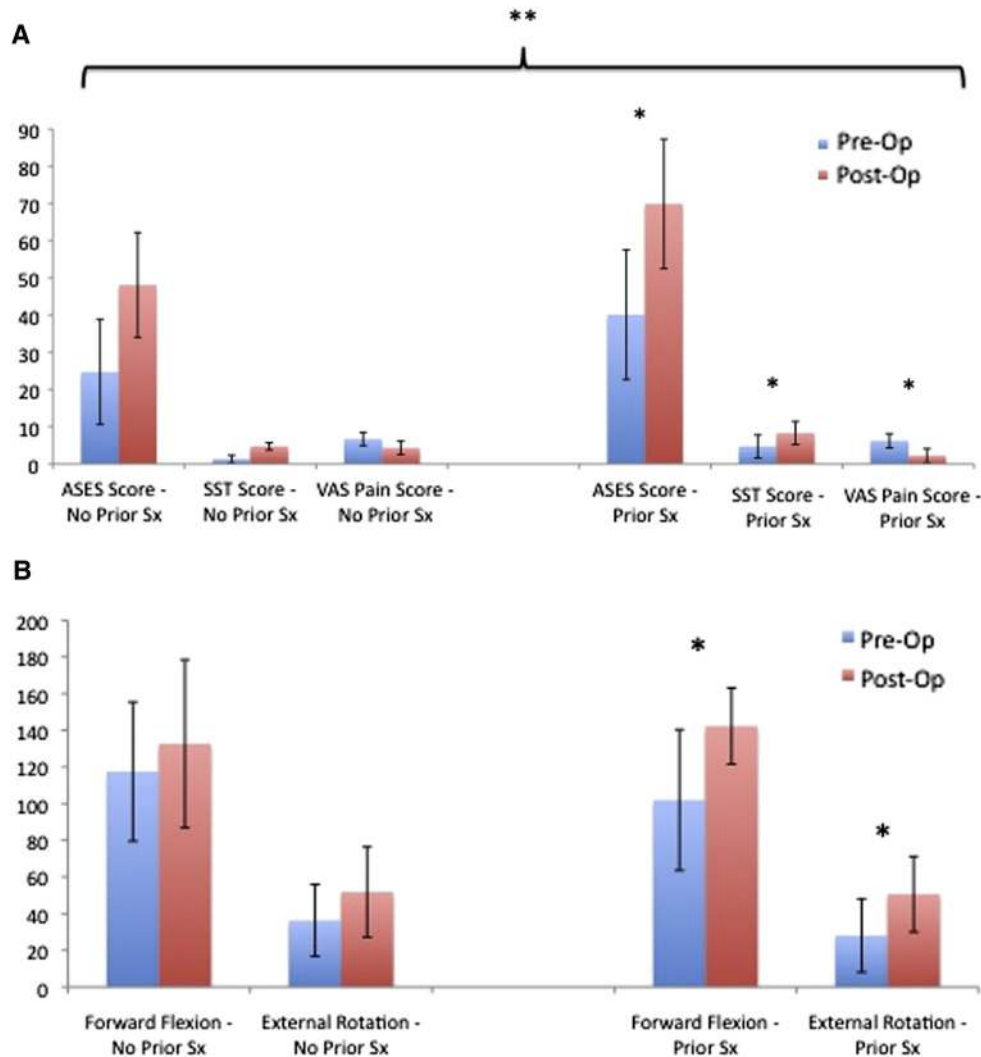 A
**
*
90
80
70
60
50
40
30
20
10
0
Pre-Op
Post-Op
*
*
ASES Score -
No Prior Sx
SST Score -
No Prior Sx
VAS Pain Score -
No Prior Sx
ASES Score -
Prior Sx
SST Score -
Prior Sx
VAS Pain Score -
Prior Sx
B
200
180
160
140
120
100
80
60
40
20
0
Pre-Op
Post-Op
*
*
Forward Flexion -
No Prior Sx
External Rotation -
No Prior Sx
Forward Flexion -
Prior Sx
External Rotation -
Prior Sx